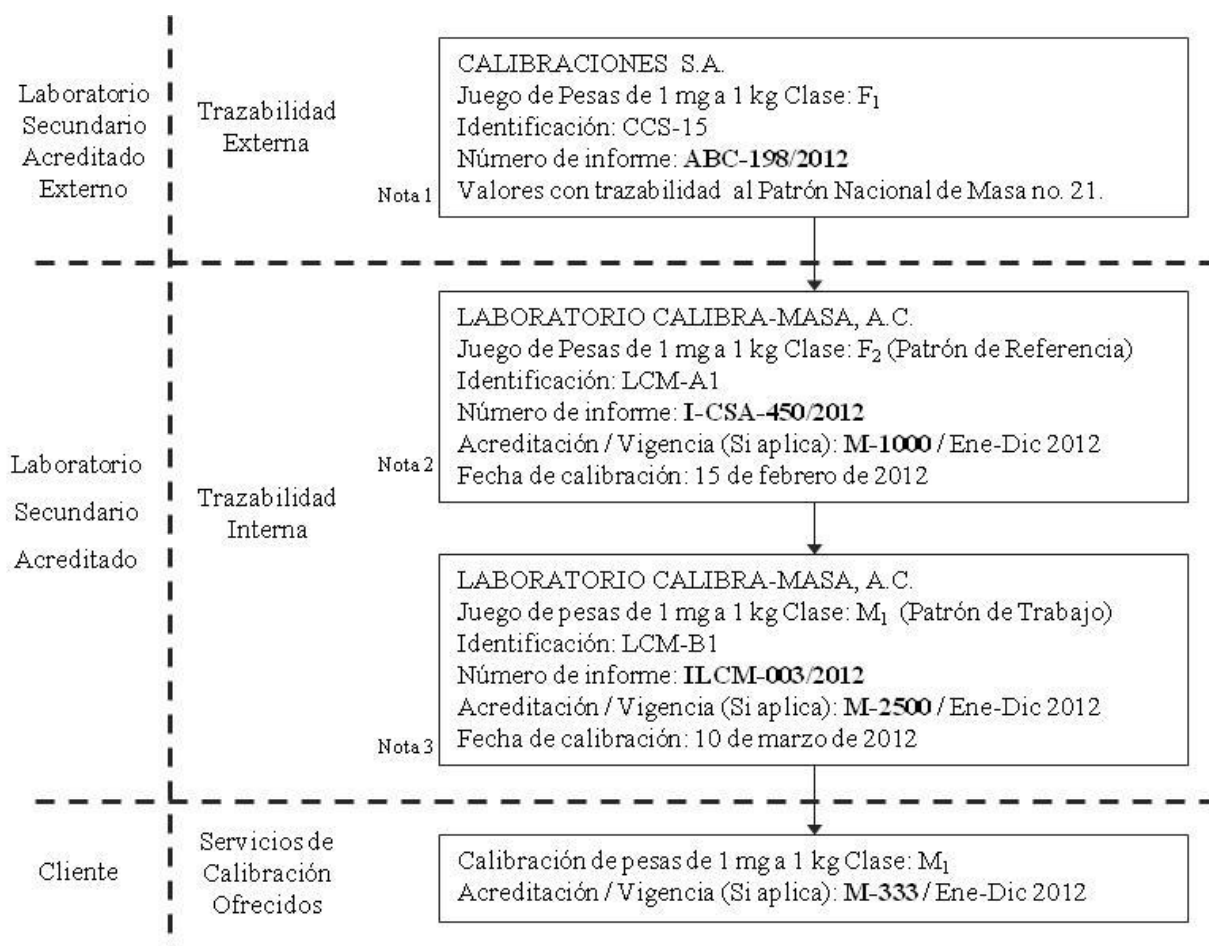 Laboratorio
Secundario
Acreditado
Externo
Trazabilidad
Externa
Nota 1
CALIBRACIONES S.A.
Juego de Pesas de 1 mg a 1 kg Clase: F1
Identificación: CCS-15
Número de informe: ABC-198/2012
Valores con trazabilidad al Patrón Nacional de Masa no. 21.
Laboratorio
Secundario
Acreditado
Trazabilidad
Interna
Nota 2
LABORATORIO CALIBRA-MASA, A.C.
Juego de Pesas de 1 mg a 1 kg Clase: F2 (Patrón de Referencia)
Identificación: LCM-A1
Número de informe: I-CSA-450/2012
Acreditación / Vigencia (Si aplica): M-1000 / Ene-Dic 2012
Fecha de calibración: 15 de febrero de 2012
Nota 3
LABORATORIO CALIBRA-MASA, A.C.
Juego de pesas de 1 mg a 1 kg Clase: M1 (Patrón de Trabajo)
Identificación: LCM-B1
Número de informe: ILCM-003/2012
Acreditación / Vigencia (Si aplica): M-2500 / Ene-Dic 2012
Fecha de calibración: 10 de marzo de 2012
Cliente
Servicios de
Calibración
Ofrecidos
Calibración de pesas de 1 mg a 1 kg Clase: M1
Acreditación / Vigencia (Si aplica): M-333 / Ene-Dic 2012